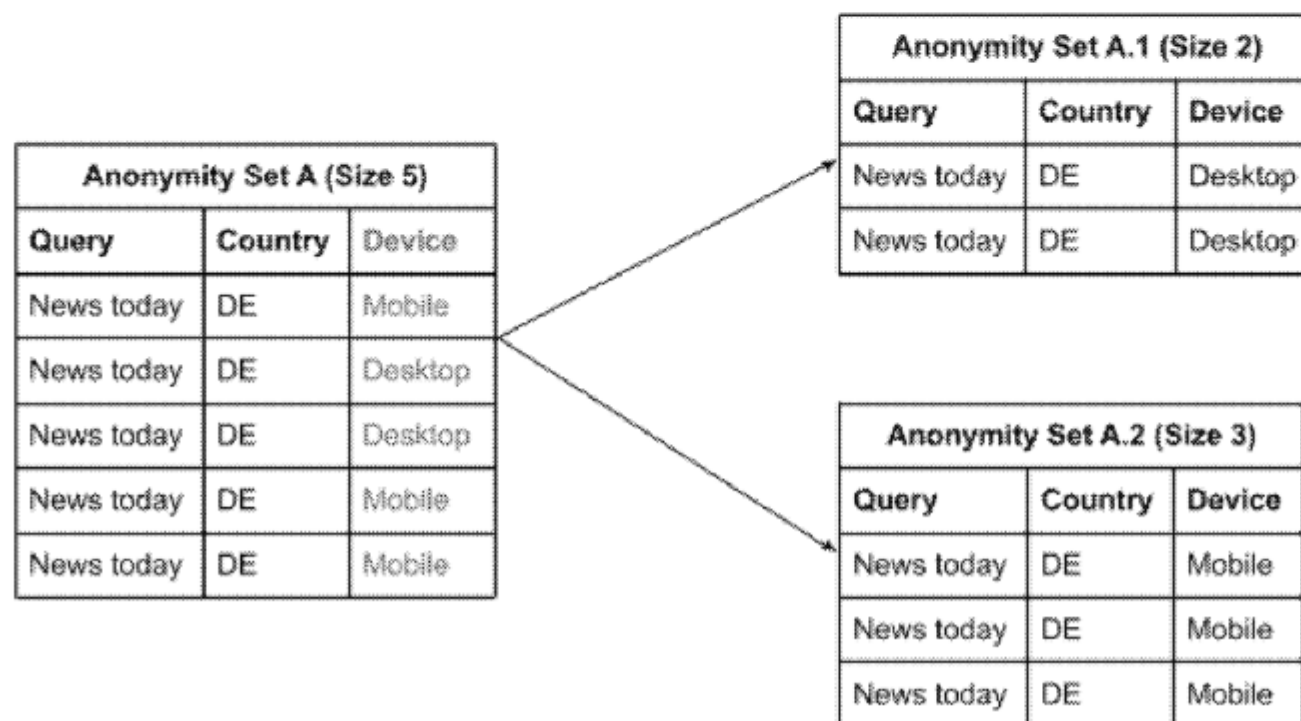 Anonymity Set A (Size 5)
Query Country Device
News today DE Mobile
News today DE Desktop
News today DE Desktop
News today DE Mobile
News today DE Mobile
Anonymity Set A.1 (Size 2)
Query Country Device
News today DE Desktop
News today DE Desktop
Anonymity Set A.2 (Size 3)
Query Country Device
News today DE Mobile
News today DE Mobile
News today DE Mobile